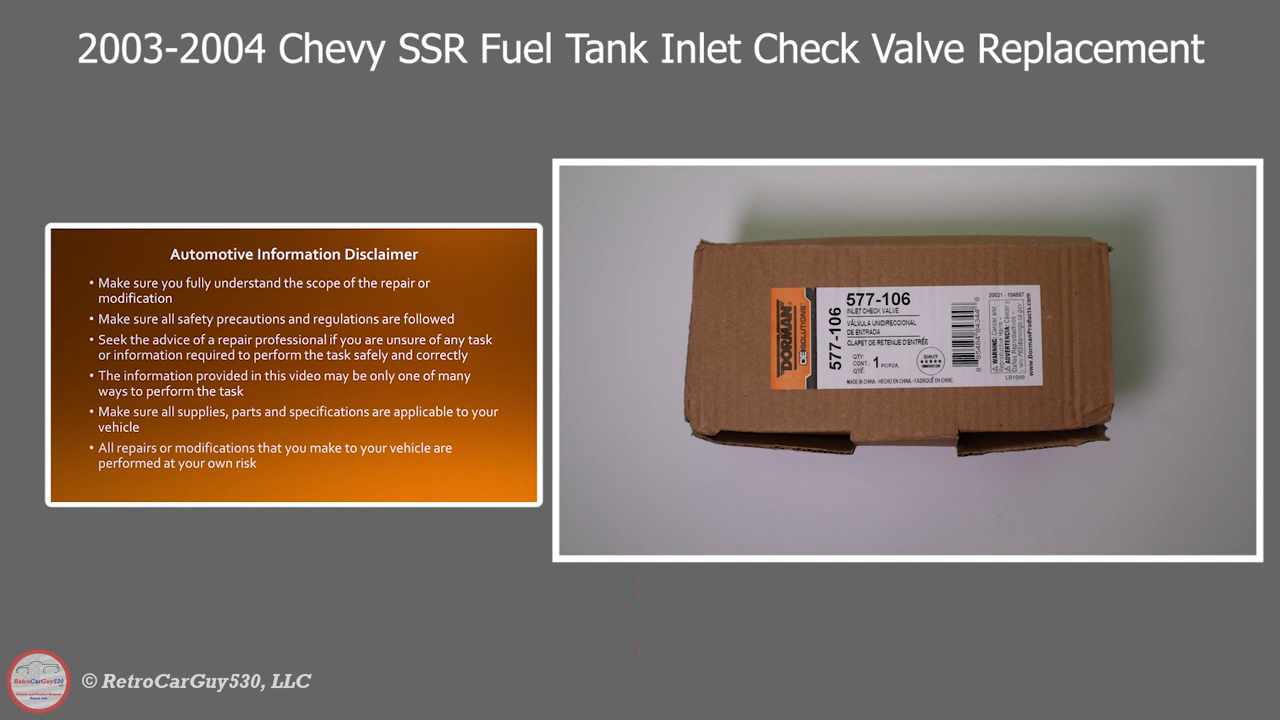 2003-2004 Chevy SSR Fuel Tank Inlet Check Valve Replacement
Automotive Information Disclaimer
• Make sure you fully understand the scope of the repair or
modification
• Make sure all safety precautions and regulations are followed
• Seek the advice of a repair professional if you are unsure of any task
or information required to perform the task safely and correctly
• The information provided in this video may be only one of many
ways to perform the task
• Make sure all supplies, parts and specifications are applicable to your
vehicle
• All repairs or modifications that you make to your vehicle are
performed at your own risk
DORMAN
OE SOLUTIONS
577-106
577-106
INLET CHECK VALVE
VÁLVULA UNIDIRECCIONAL
DE ENTRADA
CLAPET DE RETENUE D'ENTRÉE
QTY:
CONT.:
QTÉ:
1 PC/PZA.
QUALITY
INNOVATION
MADE IN CHINA - HECHO EN CHINA - FABRIQUÉ EN CHINE.
www.DormanProducts.com
RetroCarGuy530
© RetroCarGuy530, LLC